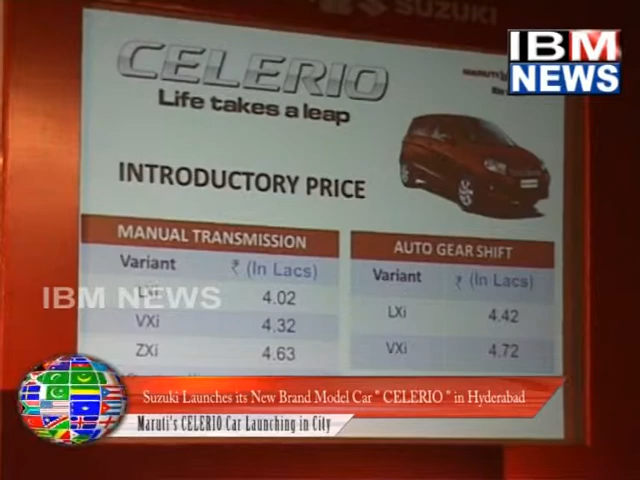 SUZUKI
IBM
NEWS
CELERIO
Life takes a leap
MARUTI
INTRODUCTORY PRICE
MANUAL TRANSMISSION
Variant ₹ (In Lacs)
LXi 4.02
VXi 4.32
ZXi 4.63
AUTO GEAR SHIFT
Variant ₹ (In Lacs)
LXi 4.42
VXi 4.72
IBM NEWS
Suzuki Launches its New Brand Model Car " CELERIO " in Hyderabad
Maruti's CELERIO Car Launching in City